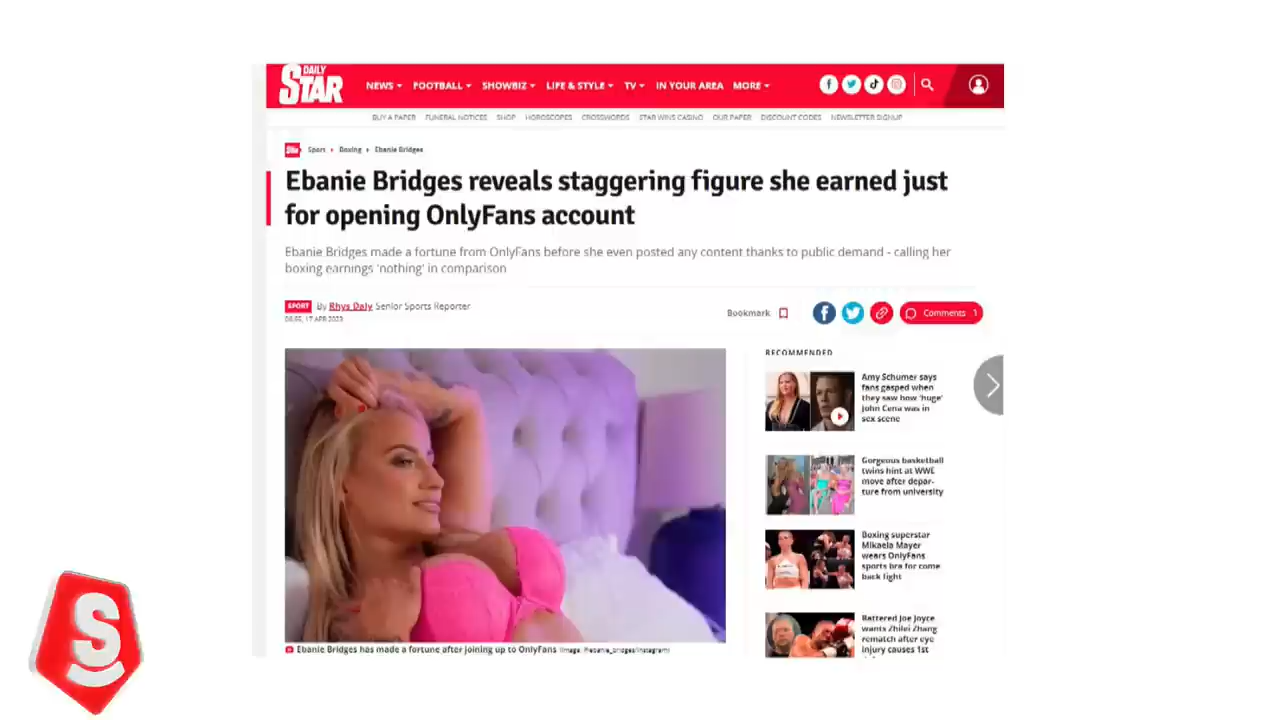 DAILY
STAR
NEWS FOOTBALL SHOWBIZ LIFE & STYLE TV IN YOUR AREA MORE
BUY A PAPER FUNERAL NOTICES SHOP HOROSCOPES CROSSWORDS STAR WINS CASINO OUR PAPER DISCOUNT CODES NEWSLETTER SIGNUP
Star Sport Boxing Ebanie Bridges
Ebanie Bridges reveals staggering figure she earned just
for opening OnlyFans account
Ebanie Bridges made a fortune from OnlyFans before she even posted any content thanks to public demand - calling her
boxing earnings 'nothing' in comparison
SPORT By Rhys Daly Senior Sports Reporter
17 APR 2023
Bookmark
Comments 1
Ebanie Bridges has made a fortune after joining up to OnlyFans (Image: @ebanie_bridges/Instagram)
RECOMMENDED
Amy Schumer says
fans gasped when
they saw how 'huge'
John Cena was in
sex scene
Gorgeous basketball
twins hint at WWE
move after depar-
ture from university
Boxing superstar
Mikaela Mayer
wears OnlyFans
sports bra for come
back fight
Battered Joe Joyce
wants Zhilei Zhang
rematch after eye
injury causes 1st
S